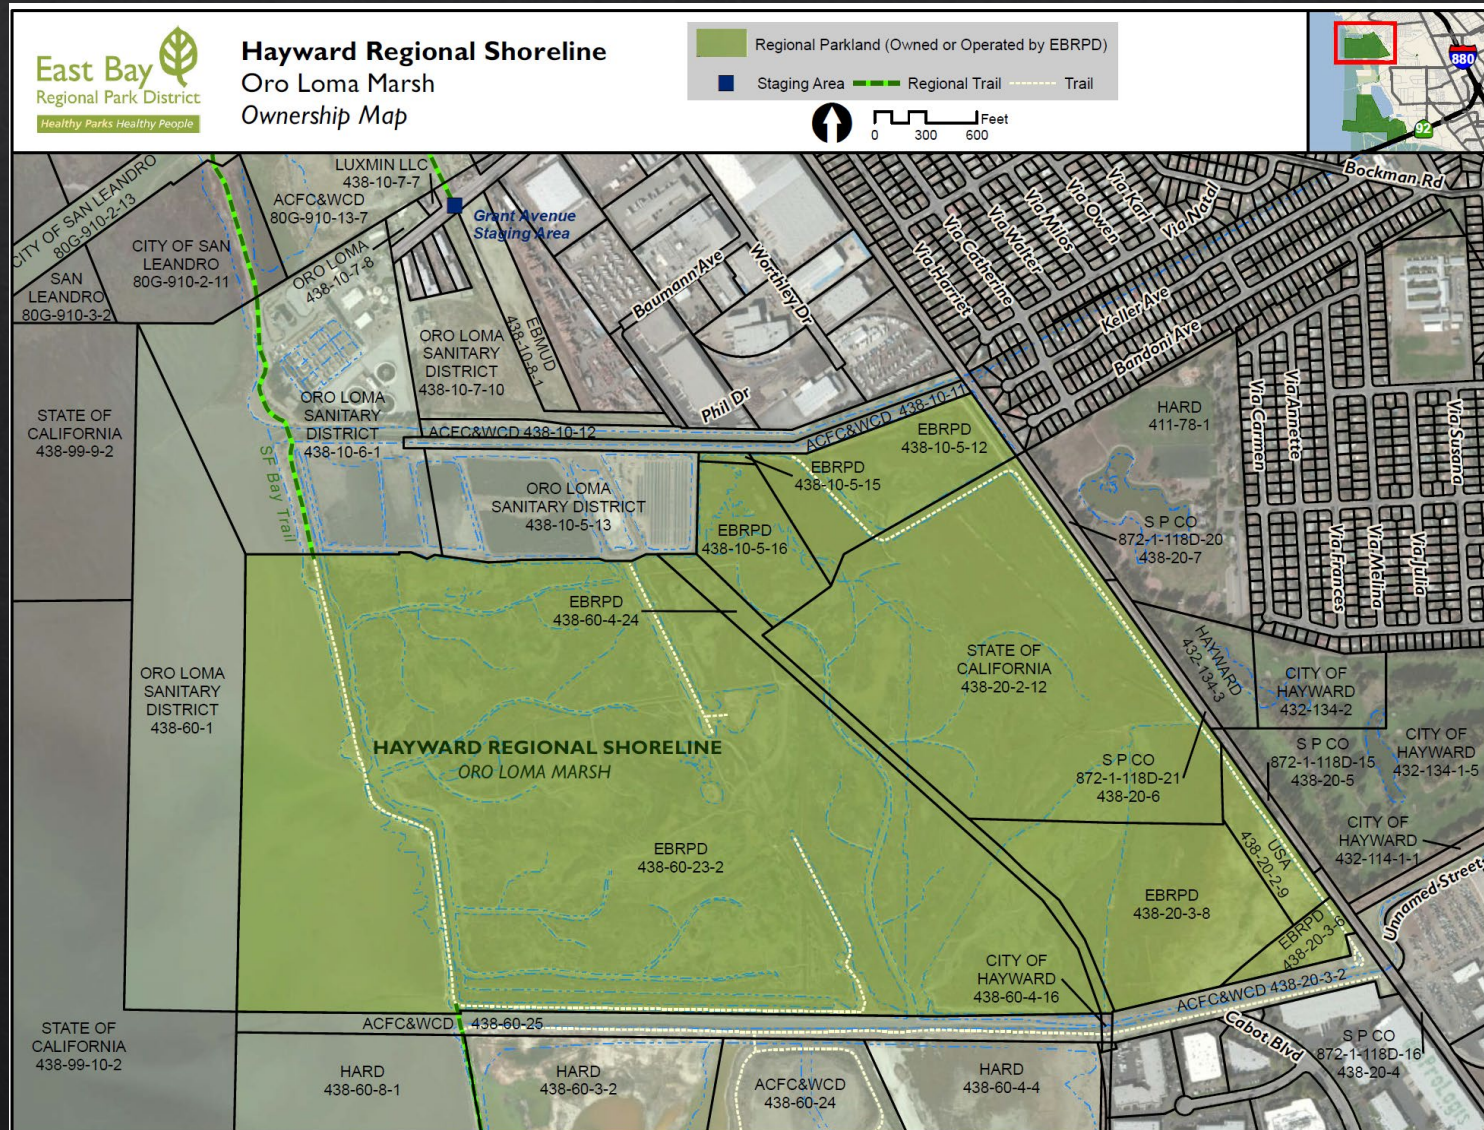 East Bay
Regional Park District
Healthy Parks Healthy People
Hayward Regional Shoreline
Oro Loma Marsh
Ownership Map
Regional Parkland (Owned or Operated by EBRPD)
Staging Area
Regional Trail
Trail
Feet
0 300 600
880
92
CITY OF SAN LEANDRO
80G-910-2-13
SAN
LEANDRO
80G-910-3-2
CITY OF SAN
LEANDRO
80G-910-2-11
ACFC&WCD
80G-910-13-7
LUXMIN LLC
438-10-7-7
Grant Avenue
Staging Area
ORO LOMA
438-10-7-8
ORO LOMA
SANITARY
DISTRICT
438-10-7-10
EBMUD
438-10-8-1
Baumann Ave
Worthley Dr
Phil Dr
Via Harriet
Via Catherine
Via Walter
Via Milos
Via Owen
Via Karl
Via Natal
Bockman Rd
Keller Ave
Bandoni Ave
Via Carmen
Via Annette
Via Susana
Via Frances
Via Melina
Via Julia
STATE OF
CALIFORNIA
438-99-9-2
ORO LOMA
SANITARY
DISTRICT
438-10-6-1
SF Bay Trail
ACFC&WCD 438-10-12
ACFC&WCD 438-10-11
EBRPD
438-10-5-12
EBRPD
438-10-5-15
HARD
411-78-1
ORO LOMA
SANITARY DISTRICT
438-10-5-13
EBRPD
438-10-5-16
S P CO
872-1-118D-20
438-20-7
EBRPD
438-60-4-24
STATE OF
CALIFORNIA
438-20-2-12
HAYWARD
432-134-3
CITY OF
HAYWARD
432-134-2
ORO LOMA
SANITARY
DISTRICT
438-60-1
HAYWARD REGIONAL SHORELINE
ORO LOMA MARSH
S P CO
872-1-118D-21
438-20-6
S P CO
872-1-118D-15
438-20-5
CITY OF
HAYWARD
432-134-1-5
CITY OF
HAYWARD
432-114-1-1
EBRPD
438-60-23-2
USA
438-20-2-9
EBRPD
438-20-3-8
EBRPD
438-20-3-6
Unnamed Street
CITY OF
HAYWARD
438-60-4-16
ACFC&WCD 438-20-3-2
ACFC&WCD 438-60-25
STATE OF
CALIFORNIA
438-99-10-2
HARD
438-60-8-1
HARD
438-60-3-2
ACFC&WCD
438-60-24
HARD
438-60-4-4
Cabot Blvd
S P CO
872-1-118D-16
438-20-4